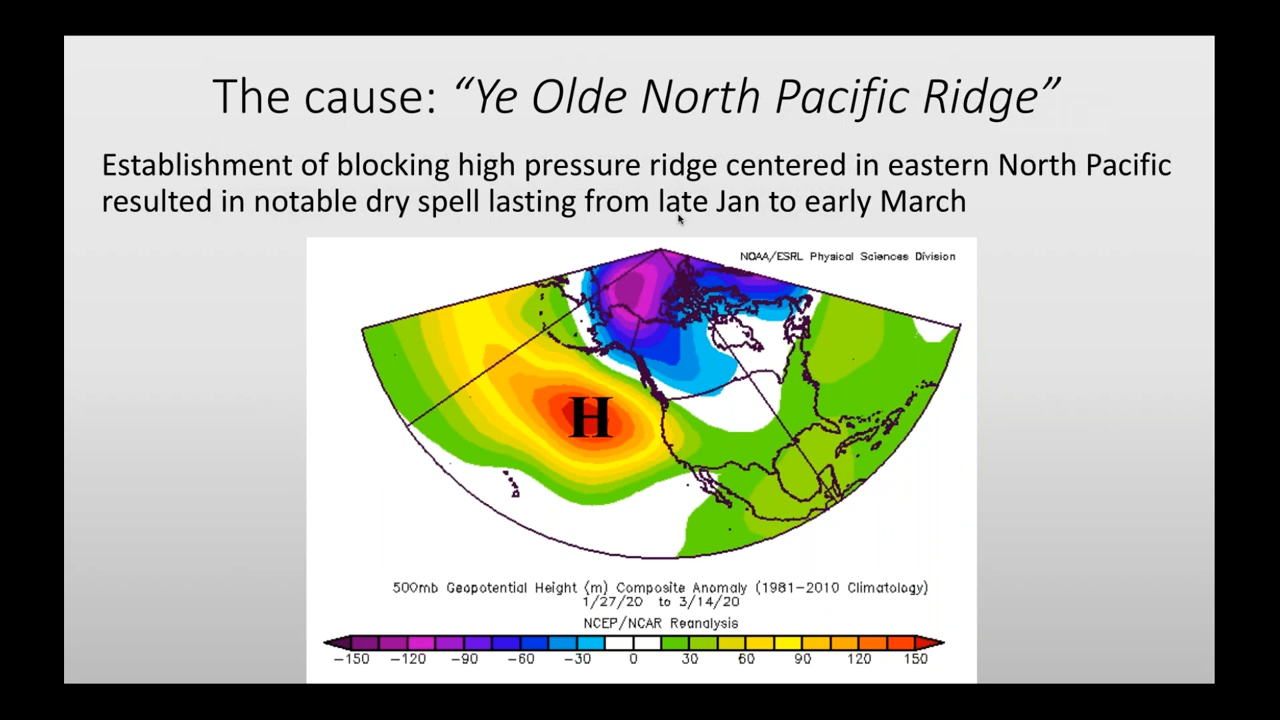 The cause: “Ye Olde North Pacific Ridge”
Establishment of blocking high pressure ridge centered in eastern North Pacific
resulted in notable dry spell lasting from late Jan to early March
NOAA/ESRL Physical Sciences Division
H
500mb Geopotential Height (m) Composite Anomaly (1981−2010 Climatology)
1/27/20 to 3/14/20
NCEP/NCAR Reanalysis
−150 −120 −90 −60 −30 0 30 60 90 120 150